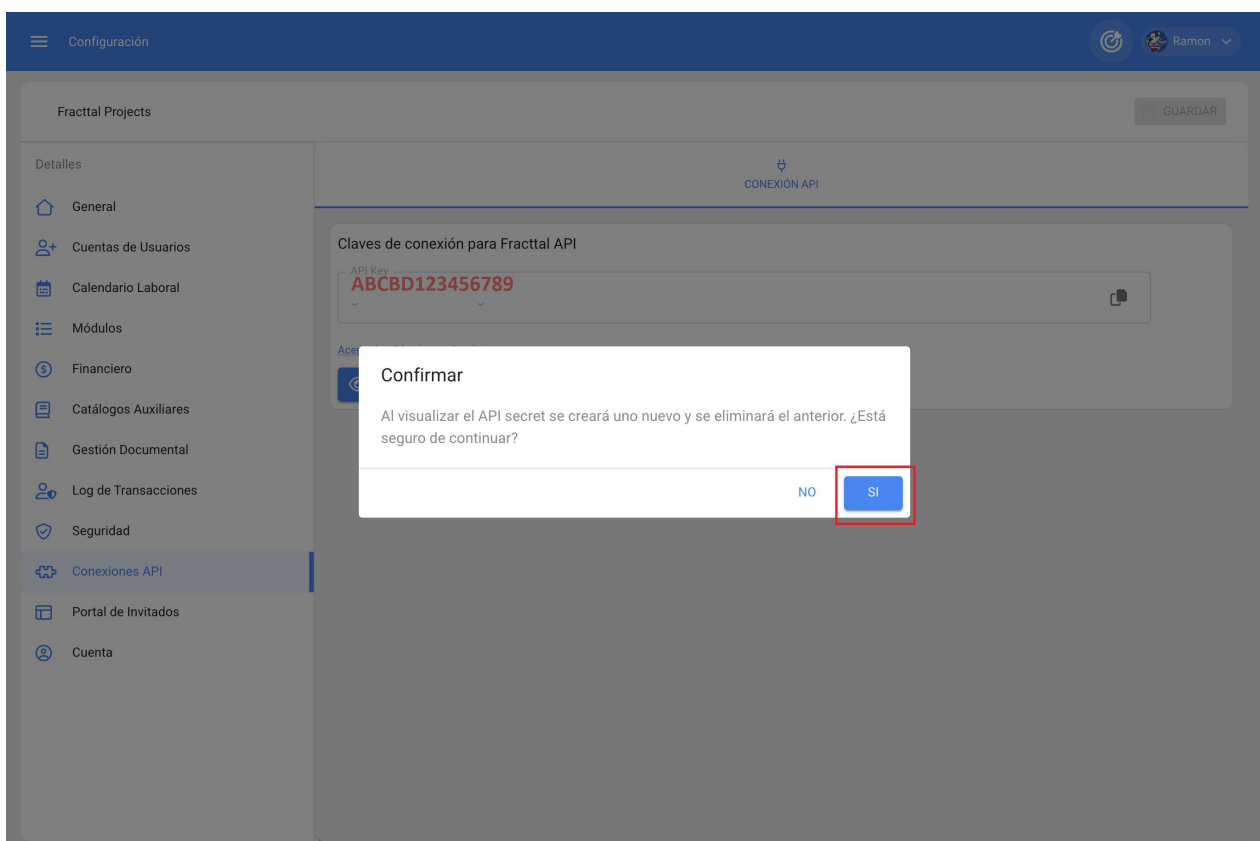 Configuración
Ramon
Fracttal Projects
GUARDAR
Detalles
General
Cuentas de Usuarios
Calendario Laboral
Módulos
Financiero
Catálogos Auxiliares
Gestión Documental
Log de Transacciones
Seguridad
Conexiones API
Portal de Invitados
Cuenta
CONEXIÓN API
Claves de conexión para Fracttal API
API Key
ABCBD123456789
Confirmar
Al visualizar el API secret se creará uno nuevo y se eliminará el anterior. ¿Está
seguro de continuar?
NO
SI